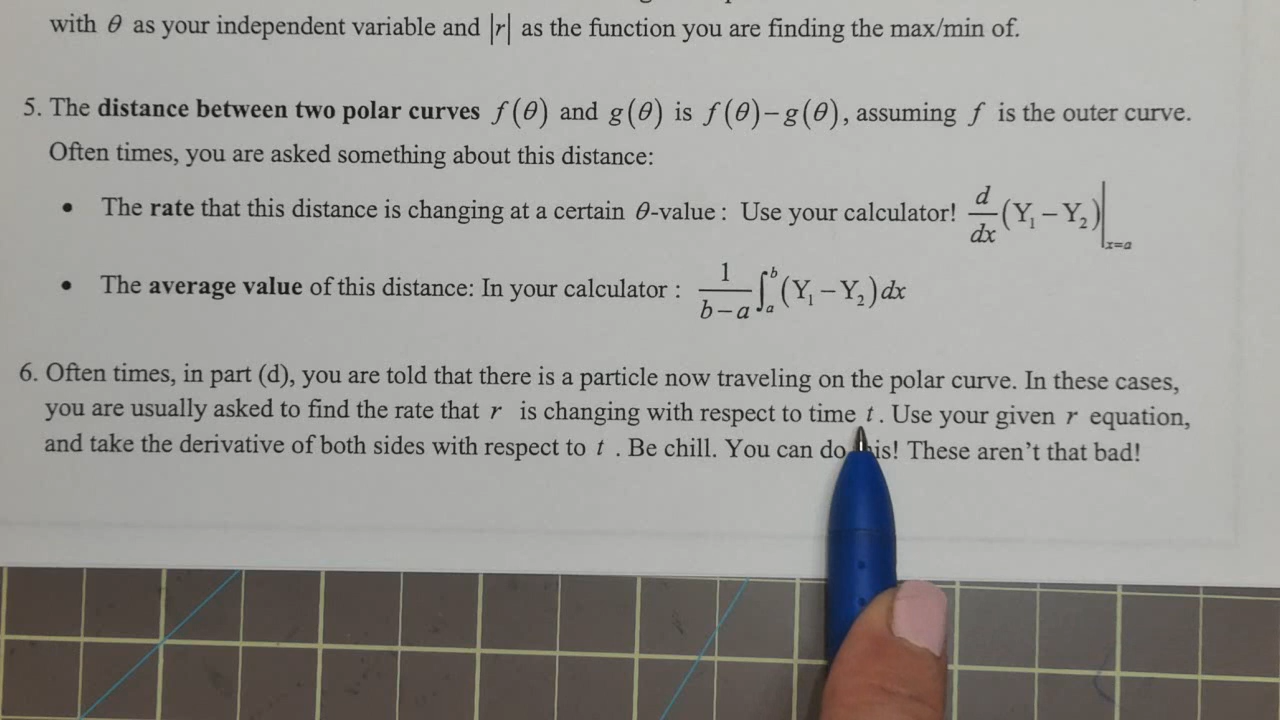 with θ as your independent variable and |r| as the function you are finding the max/min of.
5. The distance between two polar curves f(θ) and g(θ) is f(θ)−g(θ), assuming f is the outer curve.
Often times, you are asked something about this distance:
• The rate that this distance is changing at a certain θ-value : Use your calculator! d/dx (Y₁ − Y₂)|ₓ₌ₐ
• The average value of this distance: In your calculator : 1/(b−a) ∫ₐᵇ (Y₁ − Y₂) dx
6. Often times, in part (d), you are told that there is a particle now traveling on the polar curve. In these cases,
you are usually asked to find the rate that r is changing with respect to time t. Use your given r equation,
and take the derivative of both sides with respect to t . Be chill. You can do this! These aren't that bad!